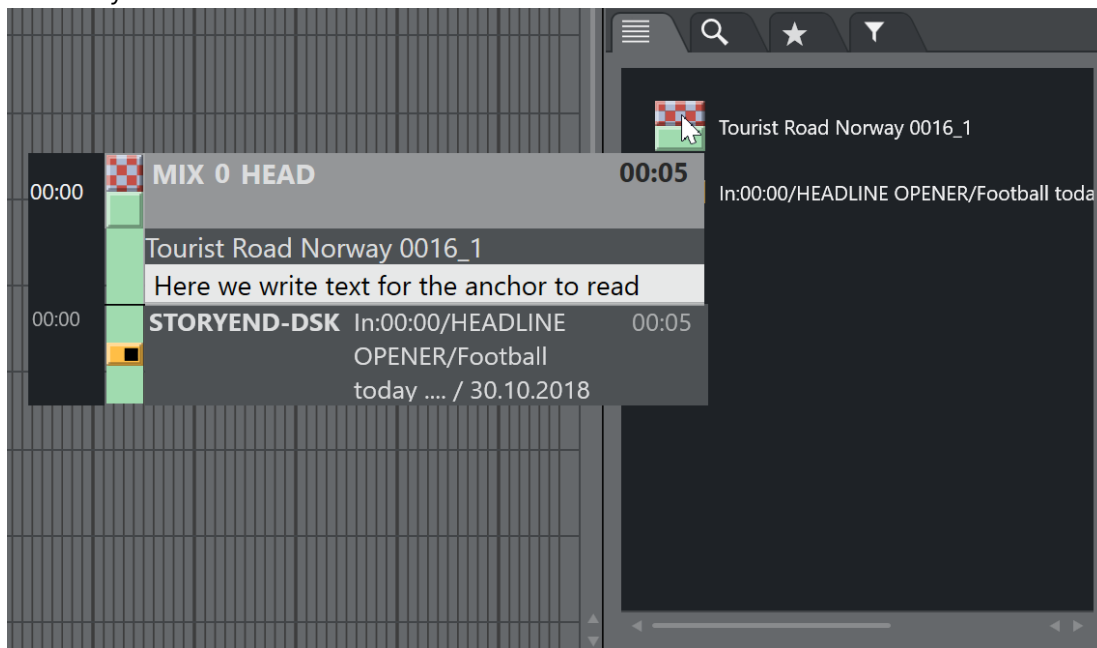 Tourist Road Norway 0016_1
In:00:00/HEADLINE OPENER/Football toda
00:00 MIX 0 HEAD 00:05
Tourist Road Norway 0016_1
Here we write text for the anchor to read
00:00 STORYEND-DSK In:00:00/HEADLINE 00:05
OPENER/Football
today .... / 30.10.2018